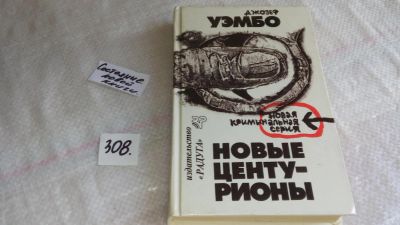 ДЖОЗЕФ
УЭМБО
Состояние
новой
книги
новая
криминальная
серия
308.
издательство
«РАДУГА»
НОВЫЕ
ЦЕНТУ-
РИОНЫ